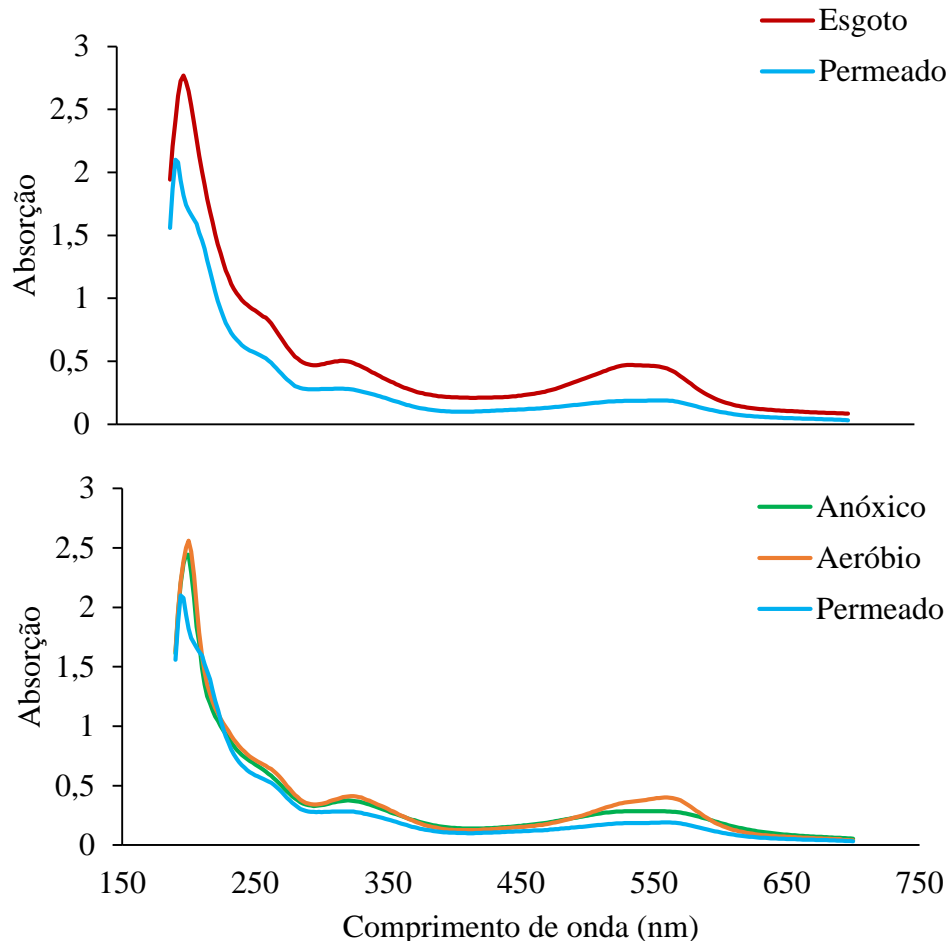 Esgoto
Permeado
3
2,5
2
1,5
1
0,5
0
Absorção
Anóxico
Aeróbio
Permeado
3
2,5
2
1,5
1
0,5
0
Absorção
150 250 350 450 550 650 750
Comprimento de onda (nm)